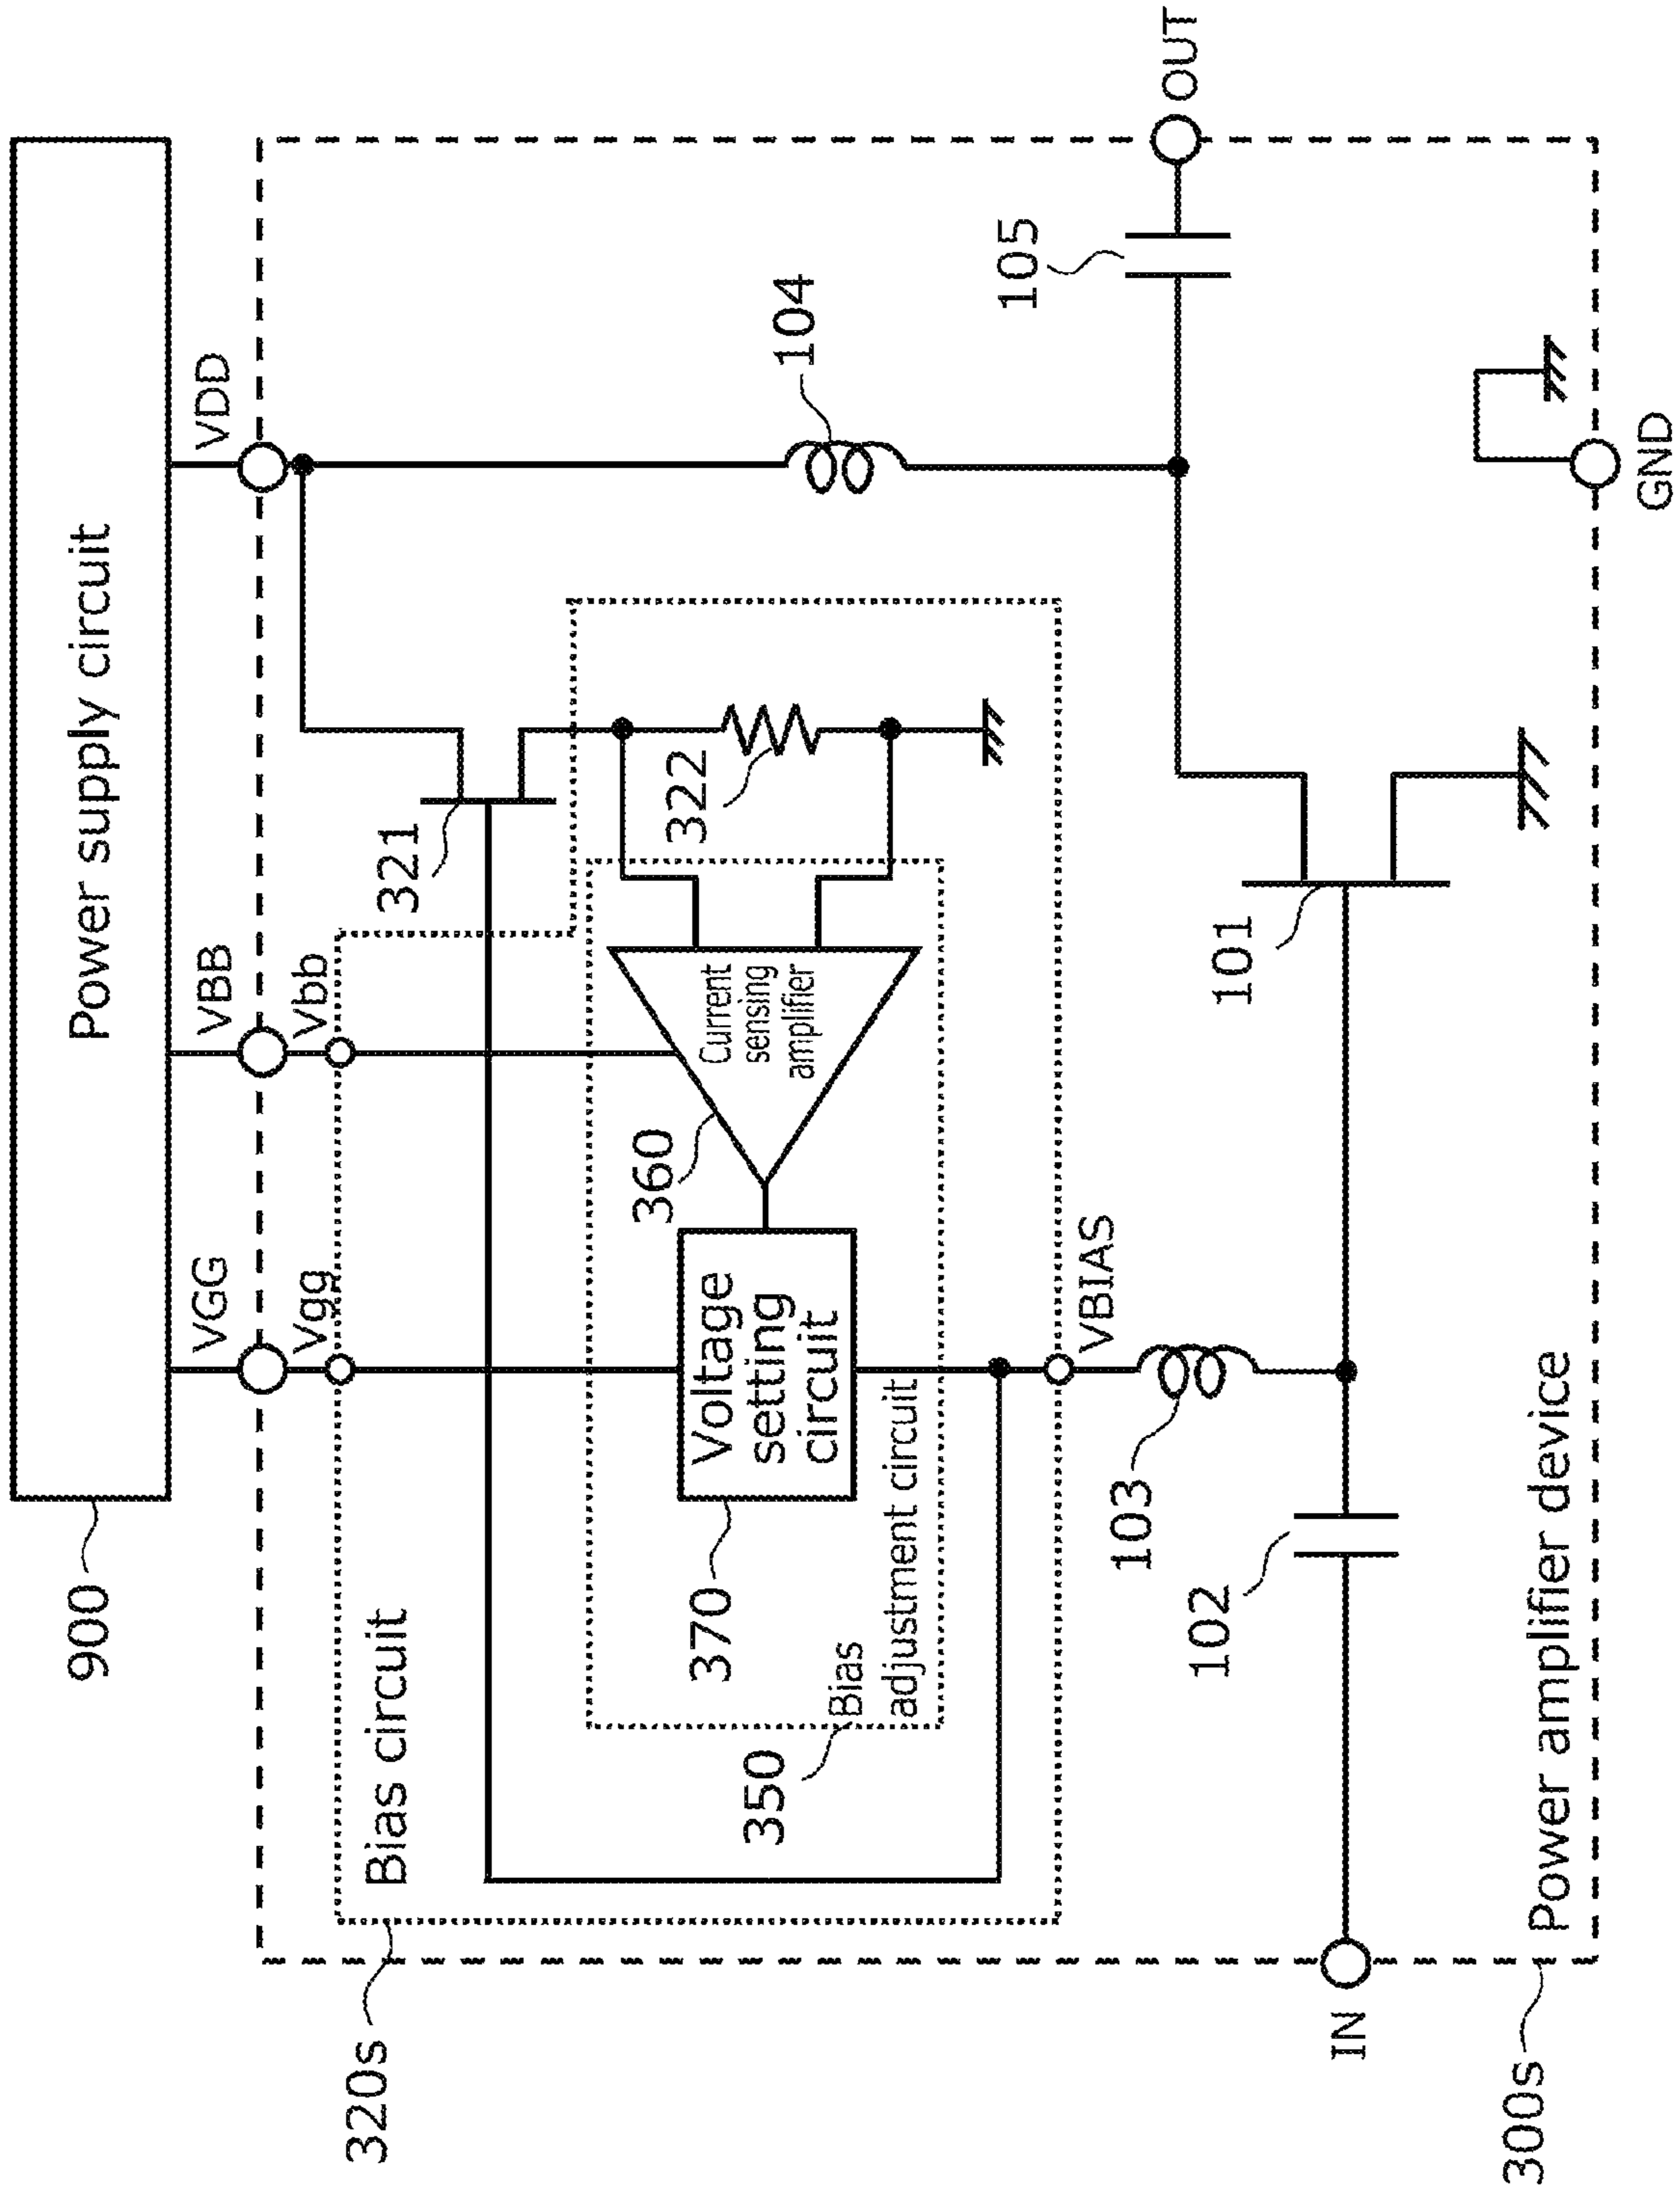 900
Power supply circuit
VGG
VBB
VDD
Vgg
Vbb
320s
Bias circuit
321
322
350
Bias
adjustment circuit
370
Voltage
setting
circuit
360
Current
sensing
amplifier
104
105
OUT
VBIAS
103
102
101
IN
300s
Power amplifier device
GND